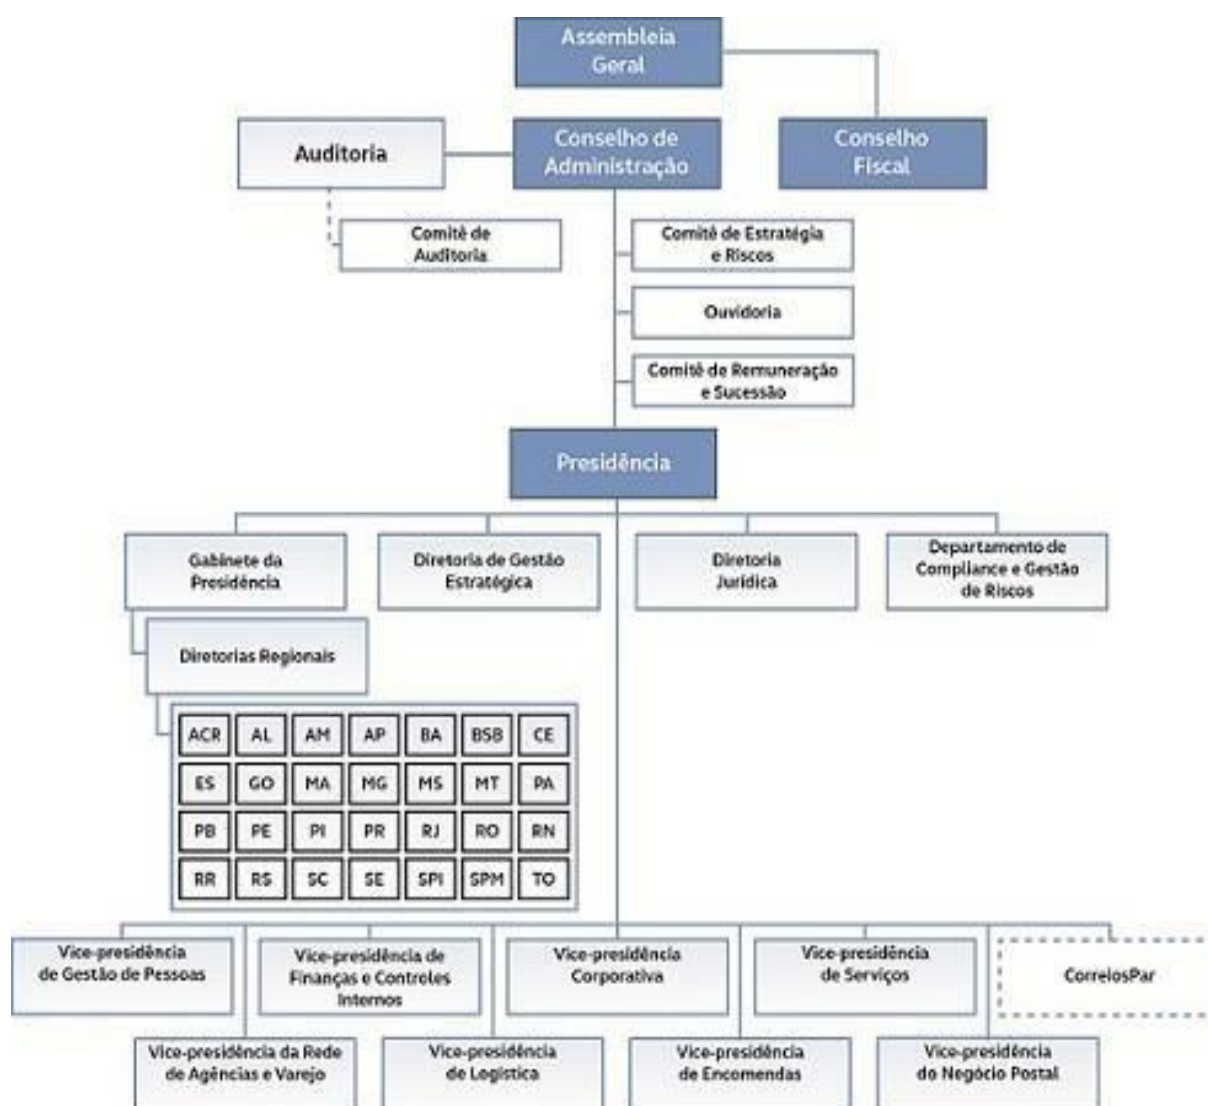 Assembleia
Geral
Auditoria
Conselho de
Administração
Conselho
Fiscal
Comitê de
Auditoria
Comitê de Estratégia
e Riscos
Ouvidoria
Comitê de Remuneração
e Sucessão
Presidência
Gabinete da
Presidência
Diretoria de Gestão
Estratégica
Diretoria
Jurídica
Departamento de
Compliance e Gestão
de Riscos
Diretorias Regionais
ACR AL AM AP BA BSB CE
ES GO MA MG MS MT PA
PB PE PI PR RJ RO RN
RR RS SC SE SPI SPM TO
Vice-presidência
de Gestão de Pessoas
Vice-presidência de
Finanças e Controles
Internos
Vice-presidência
Corporativa
Vice-presidência
de Serviços
CorreiosPar
Vice-presidência da Rede
de Agências e Varejo
Vice-presidência
de Logística
Vice-presidência
de Encomendas
Vice-presidência
do Negócio Postal